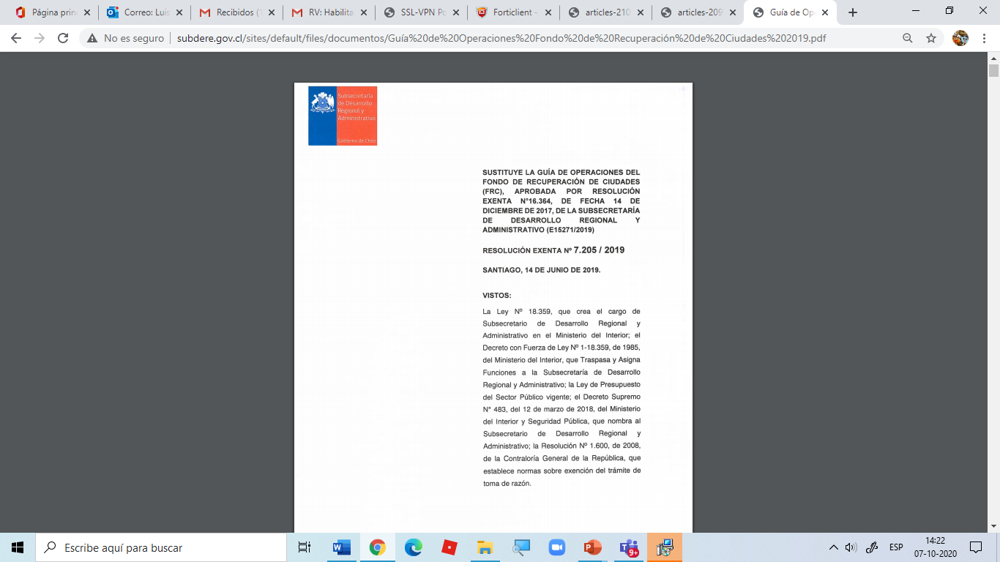 Página prin
Correo: Luis
Recibidos (1
RV: Habilita
SSL-VPN Po
Forticlient -
articles-210
articles-209
Guía de Op
No es seguro
subdere.gov.cl/sites/default/files/documentos/Guía%20de%20Operaciones%20Fondo%20de%20Recuperación%20de%20Ciudades%202019.pdf
Subsecretaría
de Desarrollo
Regional y
Administrativo
Gobierno de Chile
SUSTITUYE LA GUÍA DE OPERACIONES DEL
FONDO DE RECUPERACIÓN DE CIUDADES
(FRC), APROBADA POR RESOLUCIÓN
EXENTA N°16.364, DE FECHA 14 DE
DICIEMBRE DE 2017, DE LA SUBSECRETARÍA
DE DESARROLLO REGIONAL Y
ADMINISTRATIVO (E15271/2019)
RESOLUCIÓN EXENTA Nº 7.205 / 2019
SANTIAGO, 14 DE JUNIO DE 2019.
VISTOS:
La Ley Nº 18.359, que crea el cargo de
Subsecretario de Desarrollo Regional y
Administrativo en el Ministerio del Interior; el
Decreto con Fuerza de Ley Nº 1-18.359, de 1985,
del Ministerio del Interior, que Traspasa y Asigna
Funciones a la Subsecretaría de Desarrollo
Regional y Administrativo; la Ley de Presupuesto
del Sector Público vigente; el Decreto Supremo
N° 483, del 12 de marzo de 2018, del Ministerio
del Interior y Seguridad Pública, que nombra al
Subsecretario de Desarrollo Regional y
Administrativo; la Resolución Nº 1.600, de 2008,
de la Contraloría General de la República, que
establece normas sobre exención del trámite de
toma de razón.
Escribe aquí para buscar
9+
ESP
14:22
07-10-2020